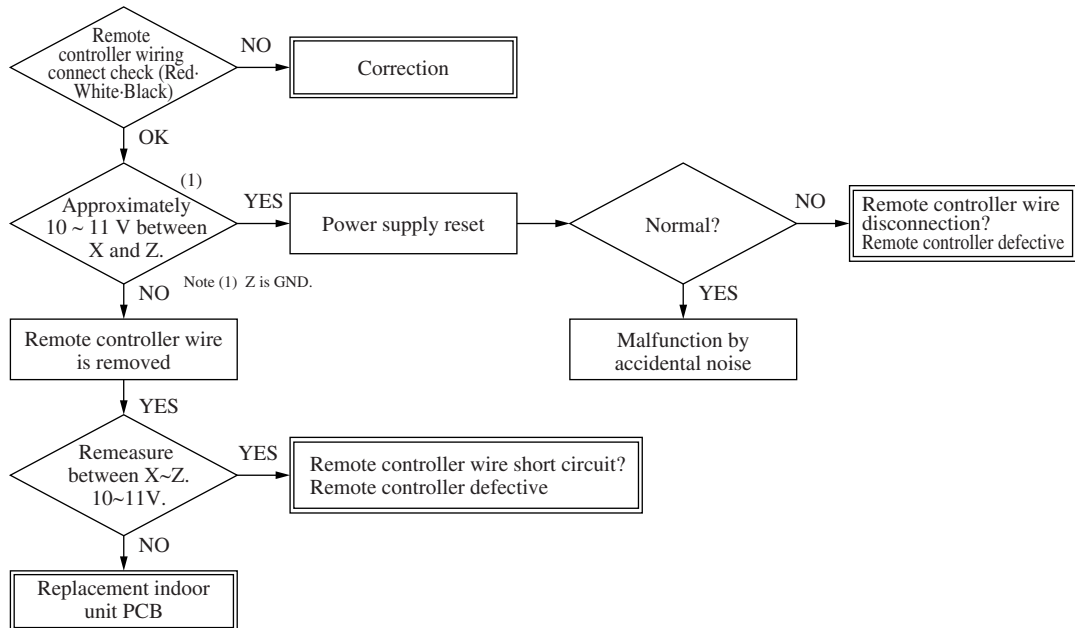 Remote
controller wiring
connect check (Red·
White·Black)
NO
Correction
OK
(1)
Approximately
10 ~ 11 V between
X and Z.
YES
Power supply reset
Normal?
NO
Remote controller wire
disconnection?
Remote controller defective
NO
Note (1) Z is GND.
YES
Remote controller wire
is removed
Malfunction by
accidental noise
YES
Remeasure
between X~Z.
10~11V.
YES
Remote controller wire short circuit?
Remote controller defective
NO
Replacement indoor
unit PCB